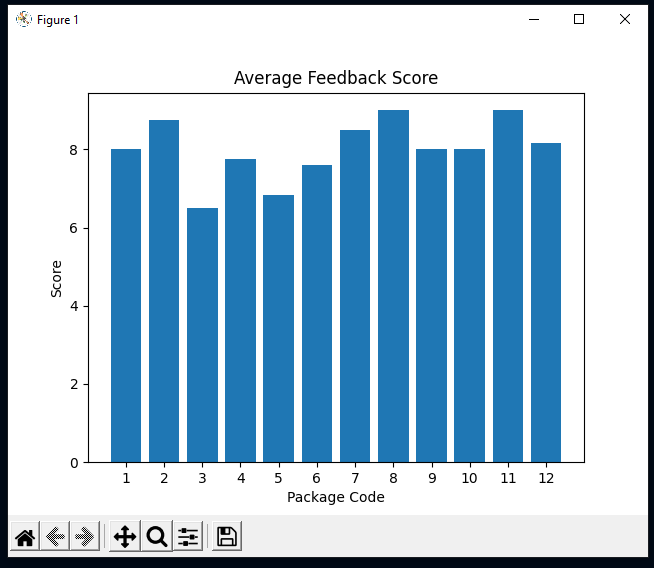 Figure 1
Average Feedback Score
8
6
4
2
0
Score
1 2 3 4 5 6 7 8 9 10 11 12
Package Code